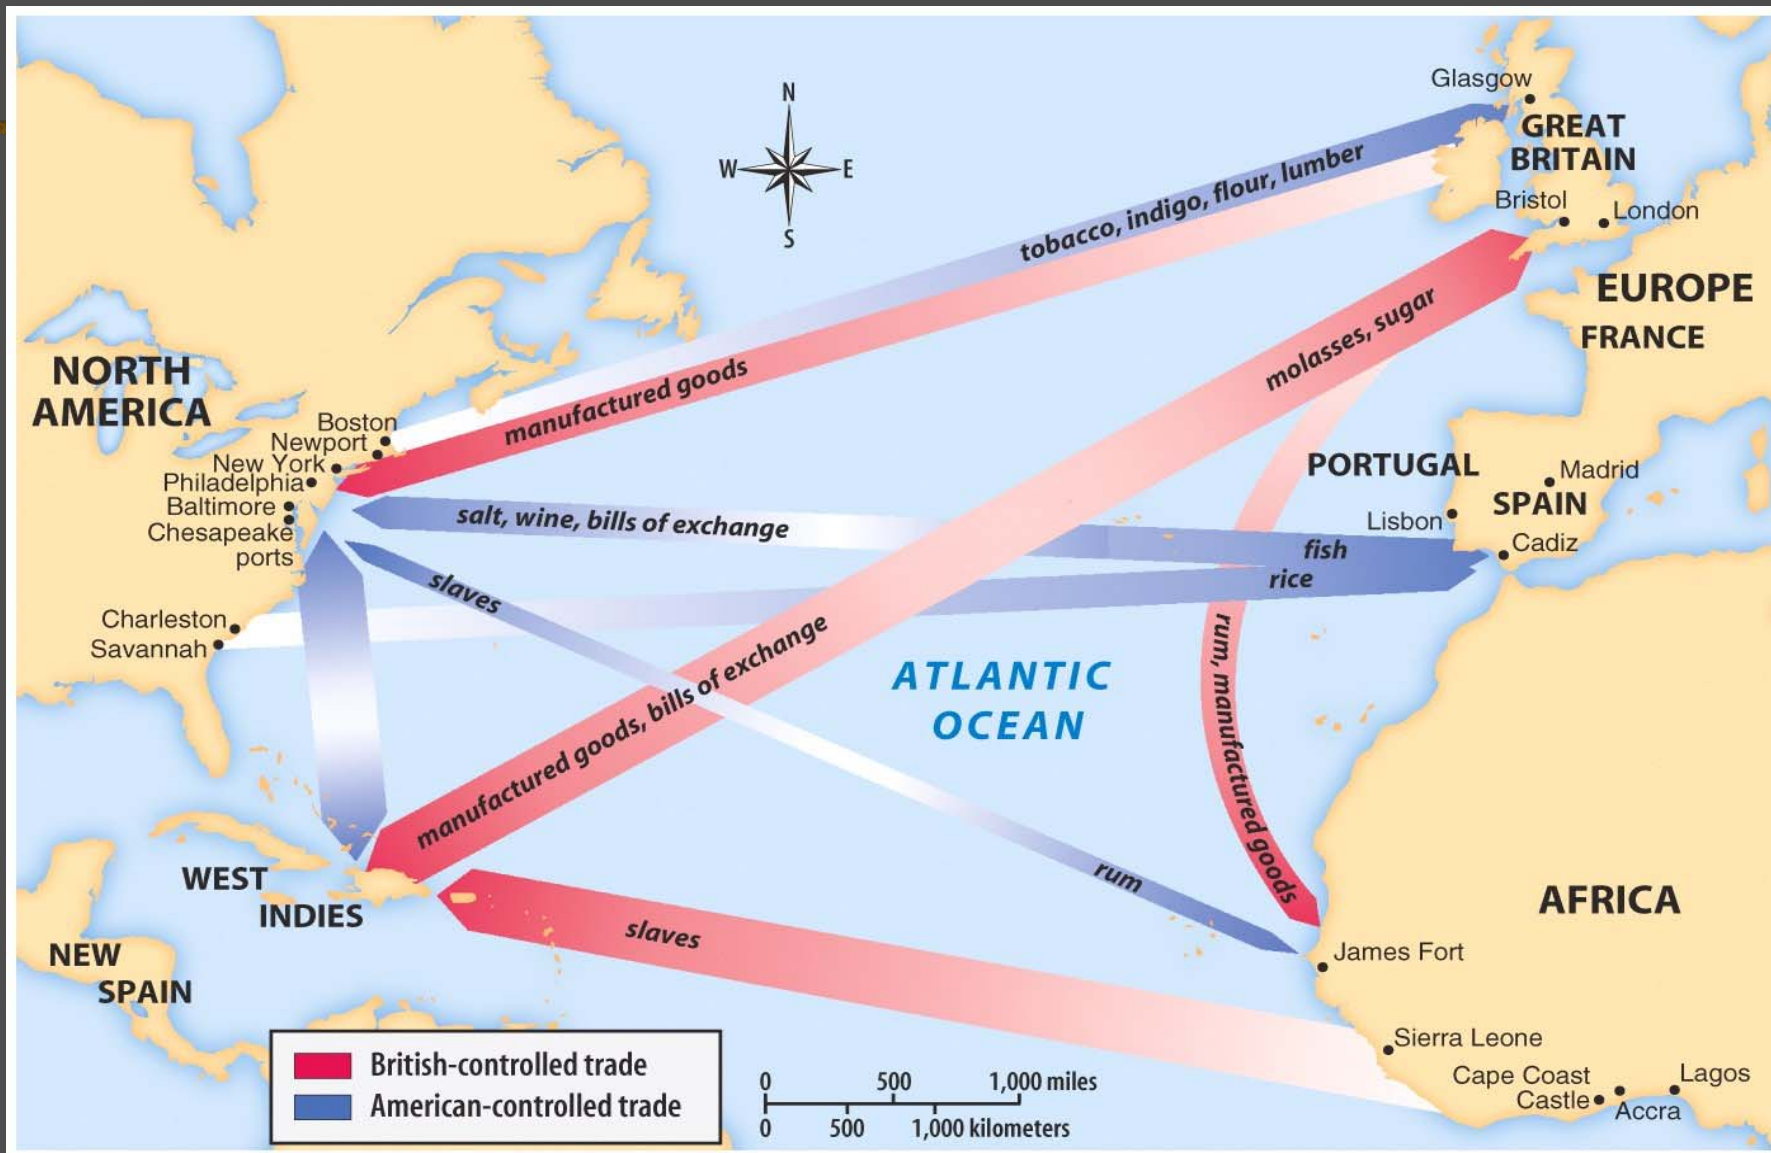 N
W
E
S
Glasgow
GREAT
BRITAIN
Bristol
London
tobacco, indigo, flour, lumber
EUROPE
FRANCE
molasses, sugar
NORTH
AMERICA
manufactured goods
Boston
Newport
New York
Philadelphia
Baltimore
Chesapeake
ports
PORTUGAL
Madrid
SPAIN
Lisbon
Cadiz
salt, wine, bills of exchange
fish
rice
slaves
Charleston
Savannah
manufactured goods, bills of exchange
ATLANTIC
OCEAN
rum, manufactured goods
WEST
INDIES
rum
AFRICA
slaves
NEW
SPAIN
James Fort
Sierra Leone
Cape Coast
Castle
Accra
Lagos
British-controlled trade
American-controlled trade
0 500 1,000 miles
0 500 1,000 kilometers